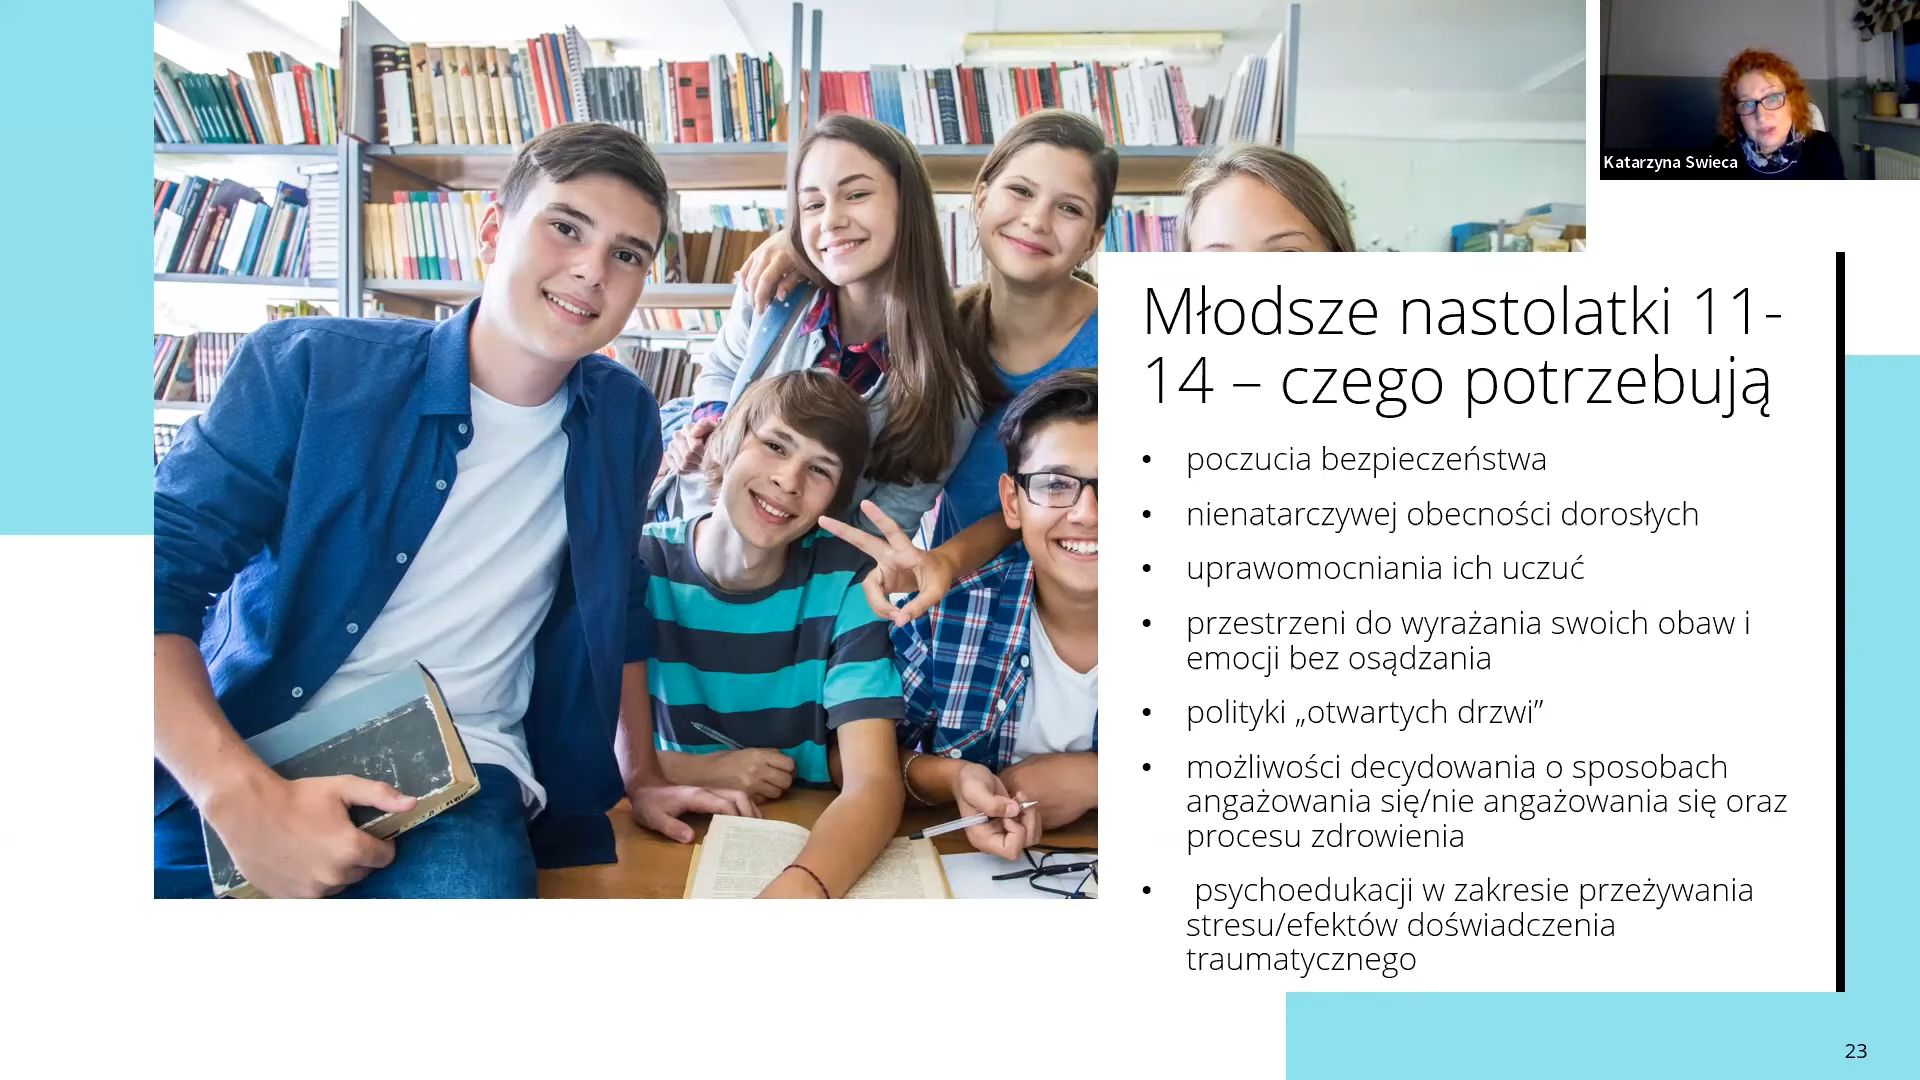 Katarzyna Swieca
Młodsze nastolatki 11-
14 – czego potrzebują
• poczucia bezpieczeństwa
• nienatarczywej obecności dorosłych
• uprawomocniania ich uczuć
• przestrzeni do wyrażania swoich obaw i
emocji bez osądzania
• polityki „otwartych drzwi”
• możliwości decydowania o sposobach
angażowania się/nie angażowania się oraz
procesu zdrowienia
• psychoedukacji w zakresie przeżywania
stresu/efektów doświadczenia
traumatycznego
23